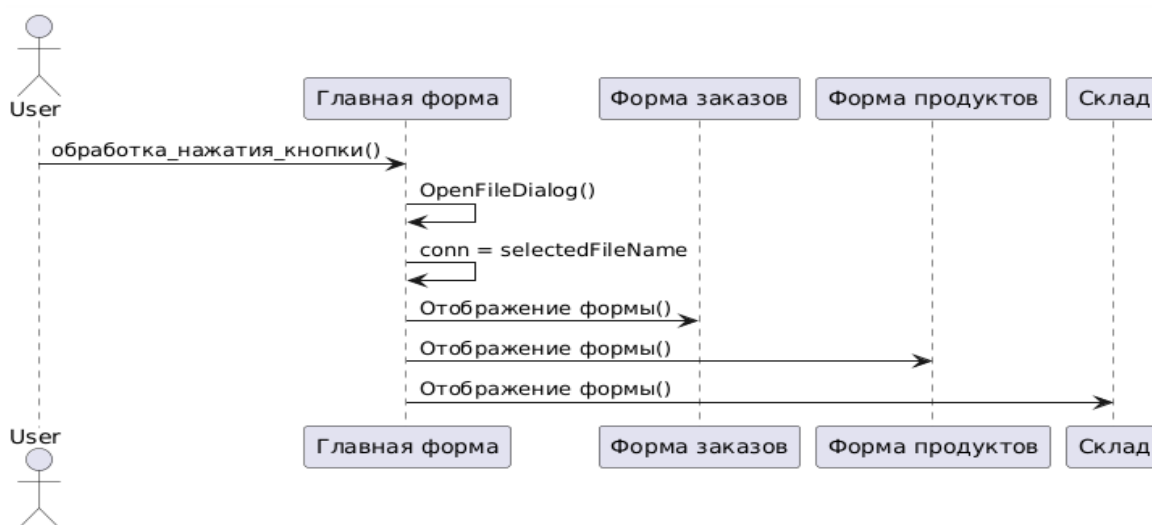 User
Главная форма
Форма заказов
Форма продуктов
Склад
обработка_нажатия_кнопки()
OpenFileDialog()
conn = selectedFileName
Отображение формы()
Отображение формы()
Отображение формы()
User
Главная форма
Форма заказов
Форма продуктов
Склад